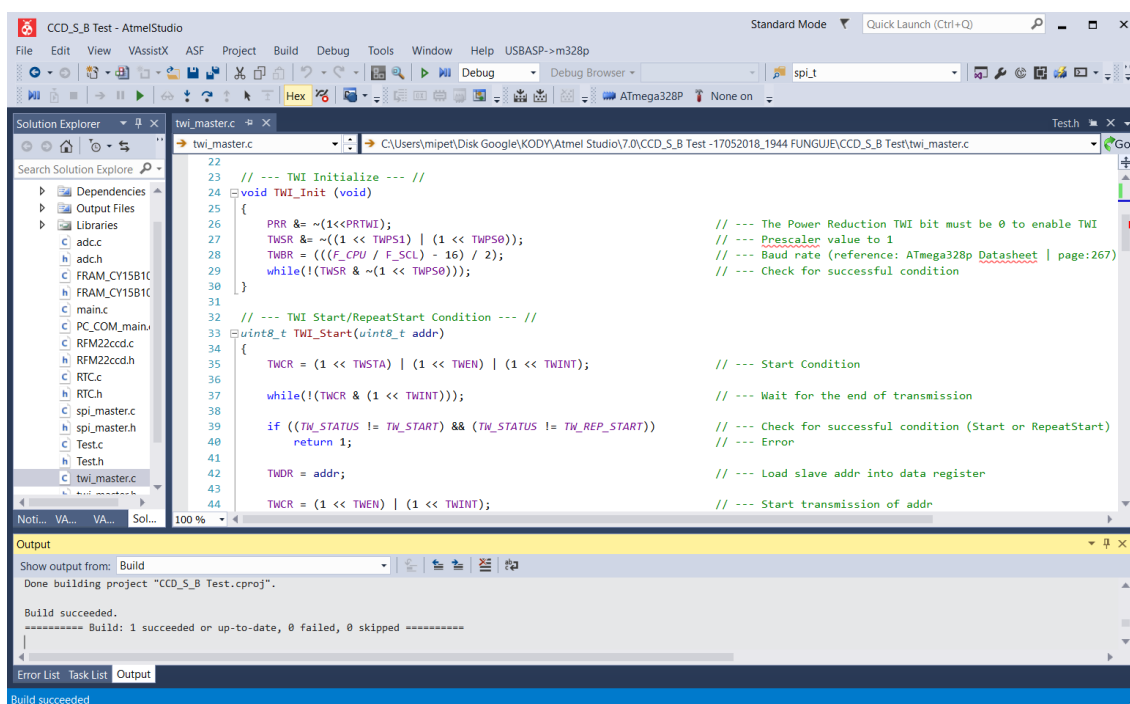 CCD_S_B Test - AtmelStudio
Standard Mode
Quick Launch (Ctrl+Q)
File Edit View VAssistX ASF Project Build Debug Tools Window Help USBASP->m328p
Debug
Debug Browser
spi_t
Hex
ATmega328P
None on
Solution Explorer
twi_master.c
Test.h
twi_master.c
C:\Users\mipet\Disk Google\KODY\Atmel Studio\7.0\CCD_S_B Test -17052018_1944 FUNGUJE\CCD_S_B Test\twi_master.c
Go
Search Solution Explore
Dependencies
Output Files
Libraries
c adc.c
h adc.h
c FRAM_CY15B10
h FRAM_CY15B10
c main.c
c PC_COM_main.
c RFM22ccd.c
h RFM22ccd.h
c RTC.c
h RTC.h
c spi_master.c
h spi_master.h
c Test.c
h Test.h
c twi_master.c
22
23 // --- TWI Initialize --- //
24 void TWI_Init (void)
25 {
26 PRR &= ~(1<<PRTWI); // --- The Power Reduction TWI bit must be 0 to enable TWI
27 TWSR &= ~((1 << TWPS1) | (1 << TWPS0)); // --- Prescaler value to 1
28 TWBR = (((F_CPU / F_SCL) - 16) / 2); // --- Baud rate (reference: ATmega328p Datasheet | page:267)
29 while(!(TWSR & ~(1 << TWPS0))); // --- Check for successful condition
30 }
31
32 // --- TWI Start/RepeatStart Condition --- //
33 uint8_t TWI_Start(uint8_t addr)
34 {
35 TWCR = (1 << TWSTA) | (1 << TWEN) | (1 << TWINT); // --- Start Condition
36
37 while(!(TWCR & (1 << TWINT))); // --- Wait for the end of transmission
38
39 if ((TW_STATUS != TW_START) && (TW_STATUS != TW_REP_START)) // --- Check for successful condition (Start or RepeatStart)
40 return 1; // --- Error
41
42 TWDR = addr; // --- Load slave addr into data register
43
44 TWCR = (1 << TWEN) | (1 << TWINT); // --- Start transmission of addr
Noti... VA... VA... Sol...
100 %
Output
Show output from: Build
Done building project "CCD_S_B Test.cproj".
Build succeeded.
========== Build: 1 succeeded or up-to-date, 0 failed, 0 skipped ==========
Error List Task List Output
Build succeeded